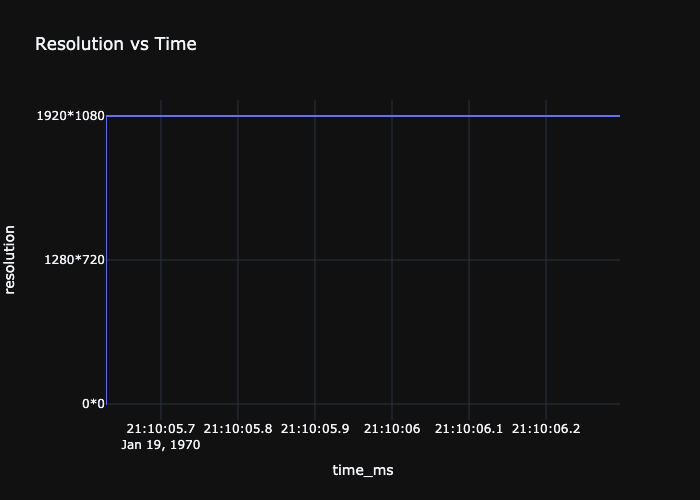 Resolution vs Time
1920*1080
1280*720
0*0
resolution
21:10:05.7 21:10:05.8 21:10:05.9 21:10:06 21:10:06.1 21:10:06.2
Jan 19, 1970
time_ms